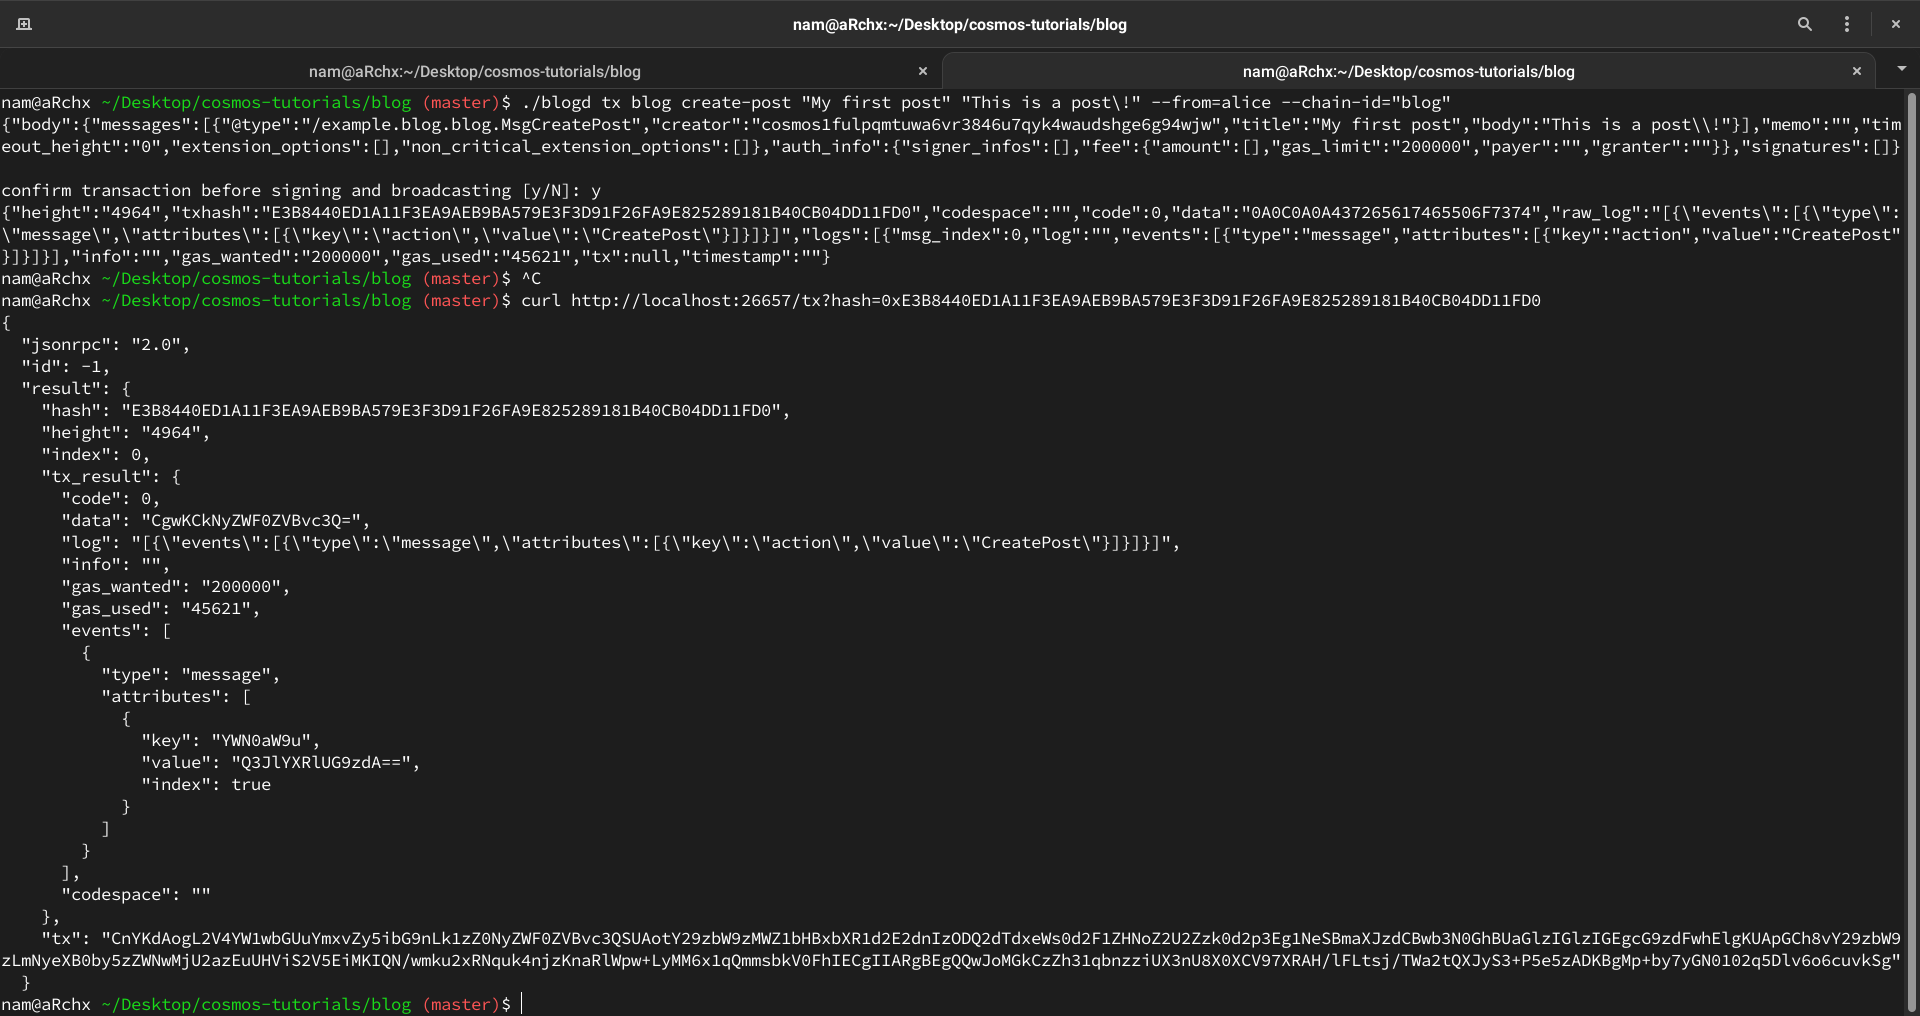 nam@aRchx:~/Desktop/cosmos-tutorials/blog
nam@aRchx:~/Desktop/cosmos-tutorials/blog
nam@aRchx:~/Desktop/cosmos-tutorials/blog
nam@aRchx ~/Desktop/cosmos-tutorials/blog (master)$ ./blogd tx blog create-post "My first post" "This is a post\!" --from=alice --chain-id="blog"
{"body":{"messages":[{"@type":"/example.blog.blog.MsgCreatePost","creator":"cosmos1fulpqmtuwa6vr3846u7qyk4waudshge6g94wjw","title":"My first post","body":"This is a post\\!"}],"memo":"","tim
eout_height":"0","extension_options":[],"non_critical_extension_options":[]},"auth_info":{"signer_infos":[],"fee":{"amount":[],"gas_limit":"200000","payer":"","granter":""}},"signatures":[]}
confirm transaction before signing and broadcasting [y/N]: y
{"height":"4964","txhash":"E3B8440ED1A11F3EA9AEB9BA579E3F3D91F26FA9E825289181B40CB04DD11FD0","codespace":"","code":0,"data":"0A0C0A0A437265617465506F7374","raw_log":"[{\"events\":[{\"type\":
\"message\",\"attributes\":[{\"key\":\"action\",\"value\":\"CreatePost\"}]}]}]","logs":[{"msg_index":0,"log":"","events":[{"type":"message","attributes":[{"key":"action","value":"CreatePost"
}]}]}],"info":"","gas_wanted":"200000","gas_used":"45621","tx":null,"timestamp":""}
nam@aRchx ~/Desktop/cosmos-tutorials/blog (master)$ ^C
nam@aRchx ~/Desktop/cosmos-tutorials/blog (master)$ curl http://localhost:26657/tx?hash=0xE3B8440ED1A11F3EA9AEB9BA579E3F3D91F26FA9E825289181B40CB04DD11FD0
{
"jsonrpc": "2.0",
"id": -1,
"result": {
"hash": "E3B8440ED1A11F3EA9AEB9BA579E3F3D91F26FA9E825289181B40CB04DD11FD0",
"height": "4964",
"index": 0,
"tx_result": {
"code": 0,
"data": "CgwKCkNyZWF0ZVBvc3Q=",
"log": "[{\"events\":[{\"type\":\"message\",\"attributes\":[{\"key\":\"action\",\"value\":\"CreatePost\"}]}]}]",
"info": "",
"gas_wanted": "200000",
"gas_used": "45621",
"events": [
{
"type": "message",
"attributes": [
{
"key": "YWN0aW9u",
"value": "Q3JlYXRlUG9zdA==",
"index": true
}
]
}
],
"codespace": ""
},
"tx": "CnYKdAogL2V4YW1wbGUuYmxvZy5ibG9nLk1zZ0NyZWF0ZVBvc3QSUAotY29zbW9zMWZ1bHBxbXR1d2E2dnIzODQ2dTdxeWs0d2F1ZHNoZ2U2Zzk0d2p3Eg1NeSBmaXJzdCBwb3N0GhBUaGlzIGlzIGEgcG9zdFwhElgKUApGCh8vY29zbW9
zLmNyeXB0by5zZWNwMjU2azEuUHViS2V5EiMKIQN/wmku2xRNquk4njzKnaRlWpw+LyMM6x1qQmmsbkV0FhIECgIIARgBEgQQwJoMGkCzZh31qbnzziUX3nU8X0XCV97XRAH/lFLtsj/TWa2tQXJyS3+P5e5zADKBgMp+by7yGN0102q5Dlv6o6cuvkSg"
}
nam@aRchx ~/Desktop/cosmos-tutorials/blog (master)$